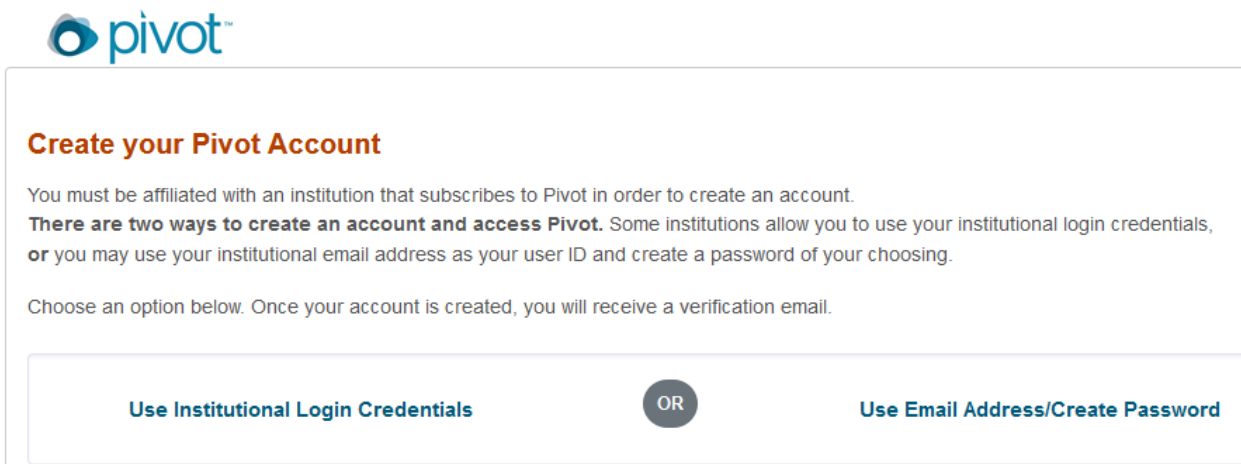 pivot™
Create your Pivot Account
You must be affiliated with an institution that subscribes to Pivot in order to create an account.
There are two ways to create an account and access Pivot. Some institutions allow you to use your institutional login credentials,
or you may use your institutional email address as your user ID and create a password of your choosing.
Choose an option below. Once your account is created, you will receive a verification email.
Use Institutional Login Credentials OR Use Email Address/Create Password